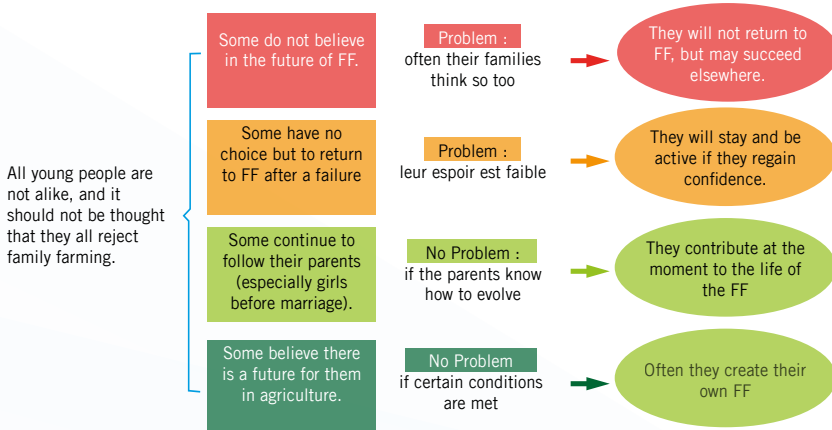 All young people are
not alike, and it
should not be thought
that they all reject
family farming.
Some do not believe
in the future of FF.
Problem :
often their families
think so too
They will not return to
FF, but may succeed
elsewhere.
Some have no
choice but to return
to FF after a failure
Problem :
leur espoir est faible
They will stay and be
active if they regain
confidence.
Some continue to
follow their parents
(especially girls
before marriage).
No Problem :
if the parents know
how to evolve
They contribute at the
moment to the life of
the FF
Some believe there
is a future for them
in agriculture.
No Problem
if certain conditions
are met
Often they create their
own FF